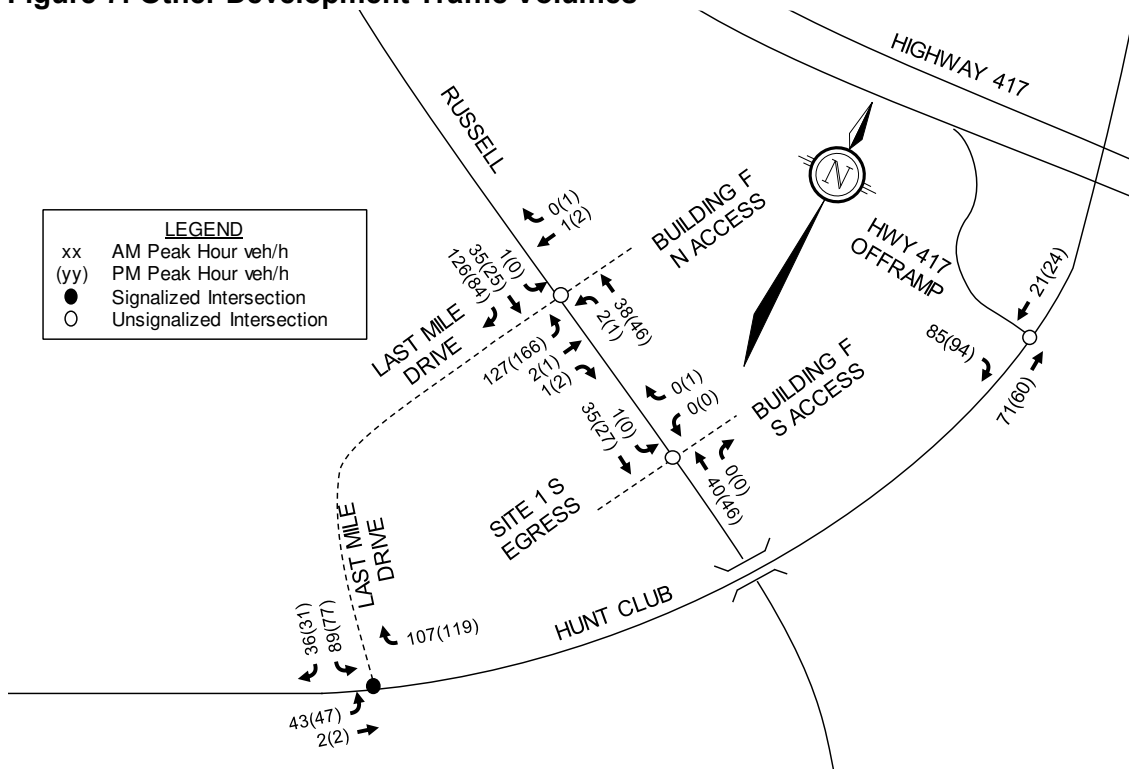 Figure 7: Other Development Traffic Volumes
HIGHWAY 417
RUSSELL
N
LEGEND
xx AM Peak Hour veh/h
(yy) PM Peak Hour veh/h
Signalized Intersection
Unsignalized Intersection
0(1)
1(2)
BUILDING F
N ACCESS
HWY 417
OFFRAMP
1(0)
35(25)
126(84)
38(46)
2(1)
21(24)
LAST MILE
DRIVE
127(166)
2(1)
1(2)
85(94)
71(60)
0(1)
0(0)
BUILDING F
S ACCESS
1(0)
35(27)
0(0)
40(46)
SITE 1 S
EGRESS
LAST MILE
DRIVE
HUNT CLUB
36(31)
89(77)
107(119)
43(47)
2(2)